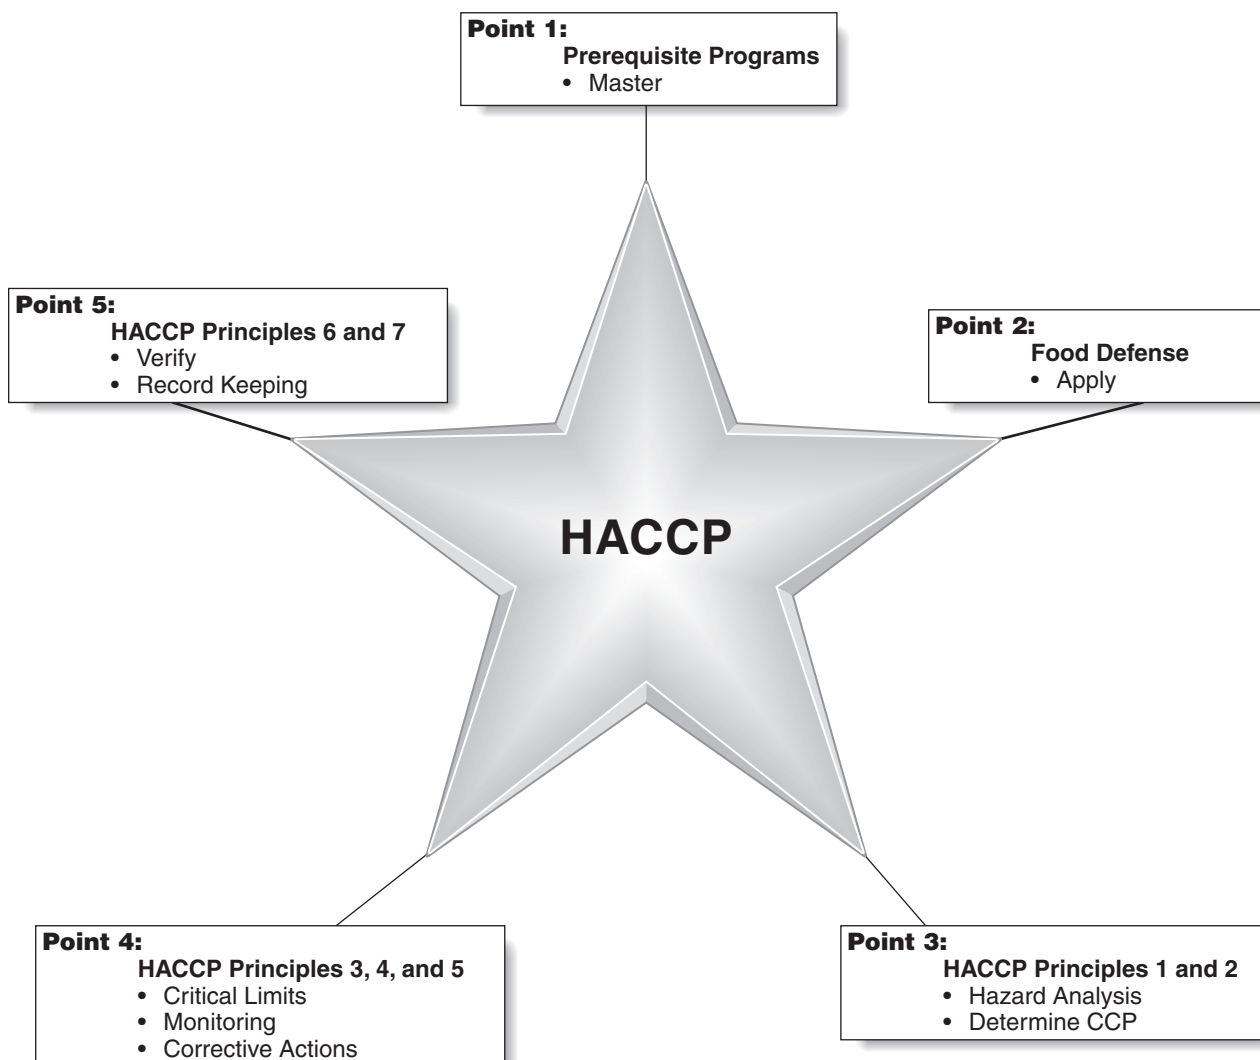 Point 1:
Prerequisite Programs
• Master
Point 5:
HACCP Principles 6 and 7
• Verify
• Record Keeping
Point 2:
Food Defense
• Apply
HACCP
Point 4:
HACCP Principles 3, 4, and 5
• Critical Limits
• Monitoring
• Corrective Actions
Point 3:
HACCP Principles 1 and 2
• Hazard Analysis
• Determine CCP